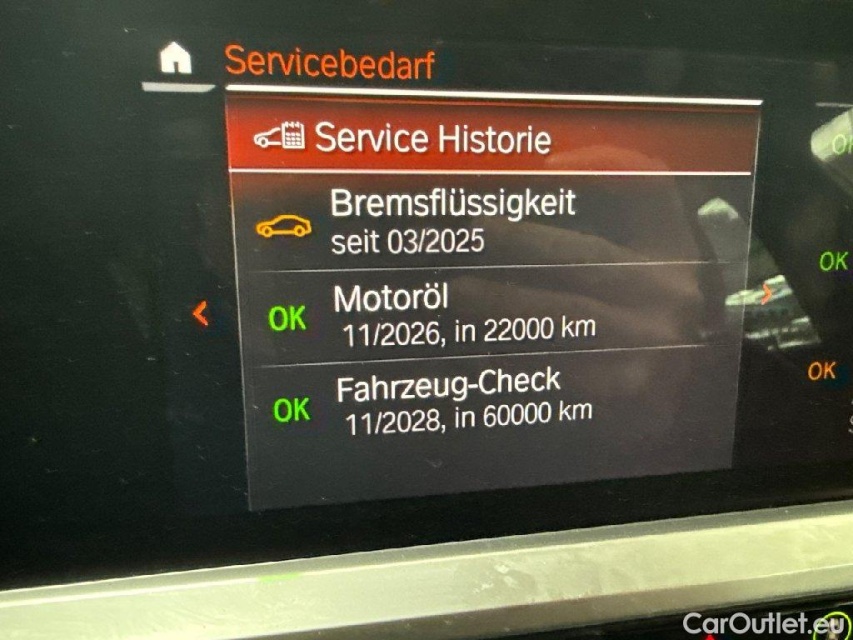 Servicebedarf
Service Historie
Bremsflüssigkeit
seit 03/2025
OK
Motoröl
11/2026, in 22000 km
OK
Fahrzeug-Check
11/2028, in 60000 km
OK
OK
CarOutlet.eu